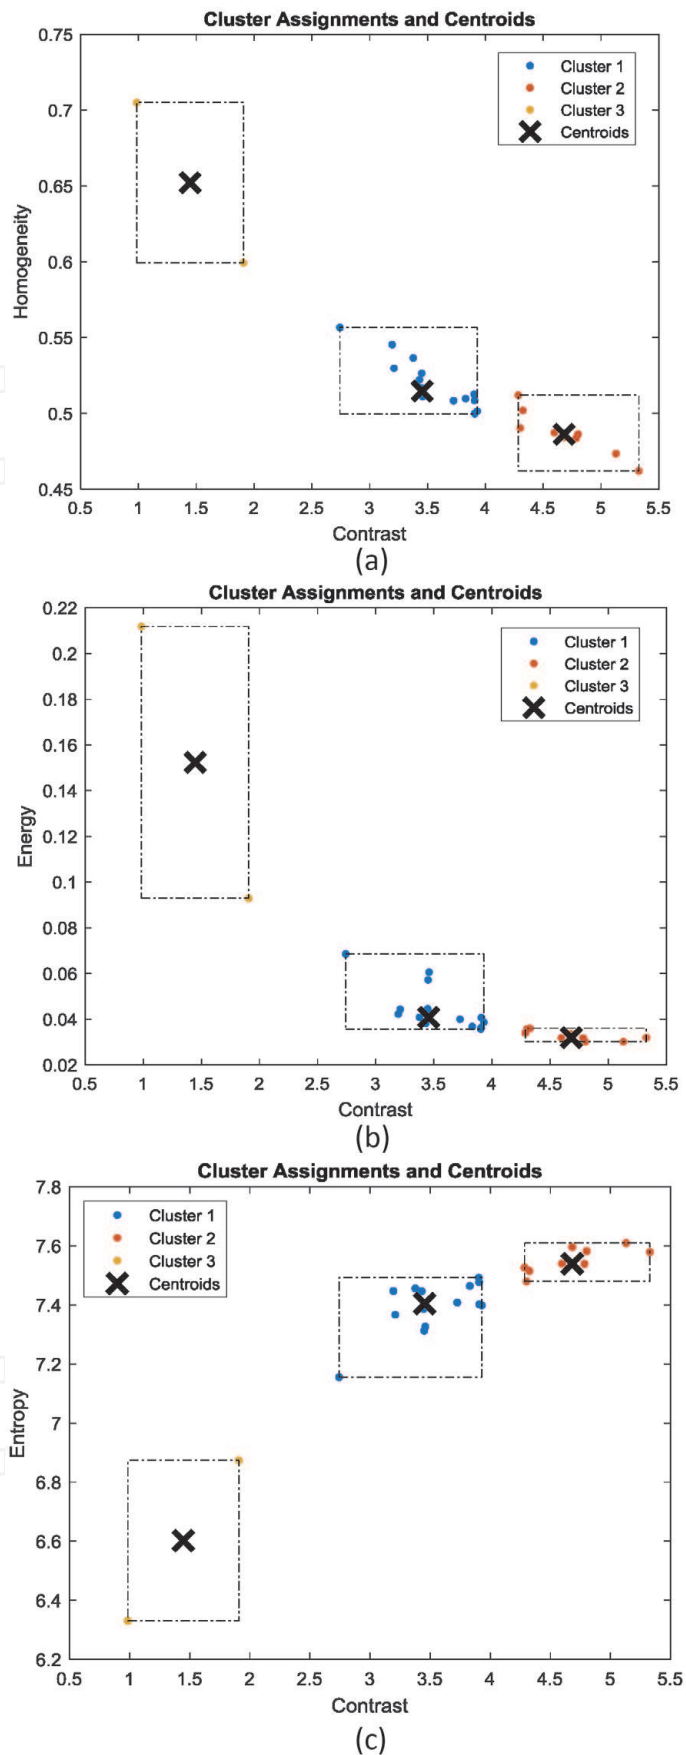 Cluster Assignments and Centroids
0.75
0.7
0.65
0.6
0.55
0.5
0.45
Homogeneity
Cluster 1
Cluster 2
Cluster 3
Centroids
0.5 1 1.5 2 2.5 3 3.5 4 4.5 5 5.5
Contrast
(a)
Cluster Assignments and Centroids
0.22
0.2
0.18
0.16
0.14
0.12
0.1
0.08
0.06
0.04
0.02
Energy
Cluster 1
Cluster 2
Cluster 3
Centroids
0.5 1 1.5 2 2.5 3 3.5 4 4.5 5 5.5
Contrast
(b)
Cluster Assignments and Centroids
7.8
7.6
7.4
7.2
7
6.8
6.6
6.4
6.2
Entropy
Cluster 1
Cluster 2
Cluster 3
Centroids
0.5 1 1.5 2 2.5 3 3.5 4 4.5 5 5.5
Contrast
(c)